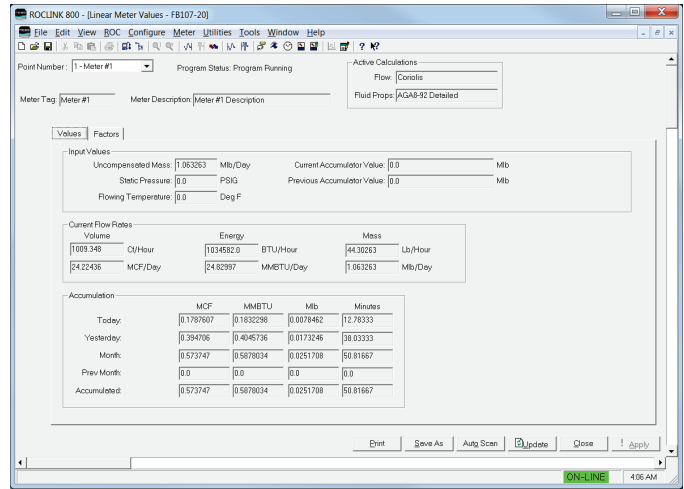 ROCLINK 800 - [Linear Meter Values - FB107-20]
File Edit View ROC Configure Meter Utilities Tools Window Help
Point Number: 1 - Meter #1 Program Status: Program Running
Active Calculations
Flow: Coriolis
Fluid Props: AGA8-92 Detailed
Meter Tag: Meter #1 Meter Description: Meter #1 Description
Values Factors
Input Values
Uncompensated Mass: 1.063263 Mlb/Day Current Accumulator Value: 0.0 Mlb
Static Pressure: 0.0 PSIG Previous Accumulator Value: 0.0 Mlb
Flowing Temperature: 0.0 Deg F
Current Flow Rates
Volume Energy Mass
1009.348 Cf/Hour 1034582.0 BTU/Hour 44.30263 Lb/Hour
24.22436 MCF/Day 24.82997 MMBTU/Day 1.063263 Mlb/Day
Accumulation
MCF MMBTU Mlb Minutes
Today: 0.1787607 0.1832298 0.0078462 12.78333
Yesterday: 0.394706 0.4045736 0.0173246 38.03333
Month: 0.573747 0.5878034 0.0251708 50.81667
Prev Month: 0.0 0.0 0.0 0.0
Accumulated: 0.573747 0.5878034 0.0251708 50.81667
Print Save As Auto Scan Update Close ! Apply
ON-LINE 4:06 AM